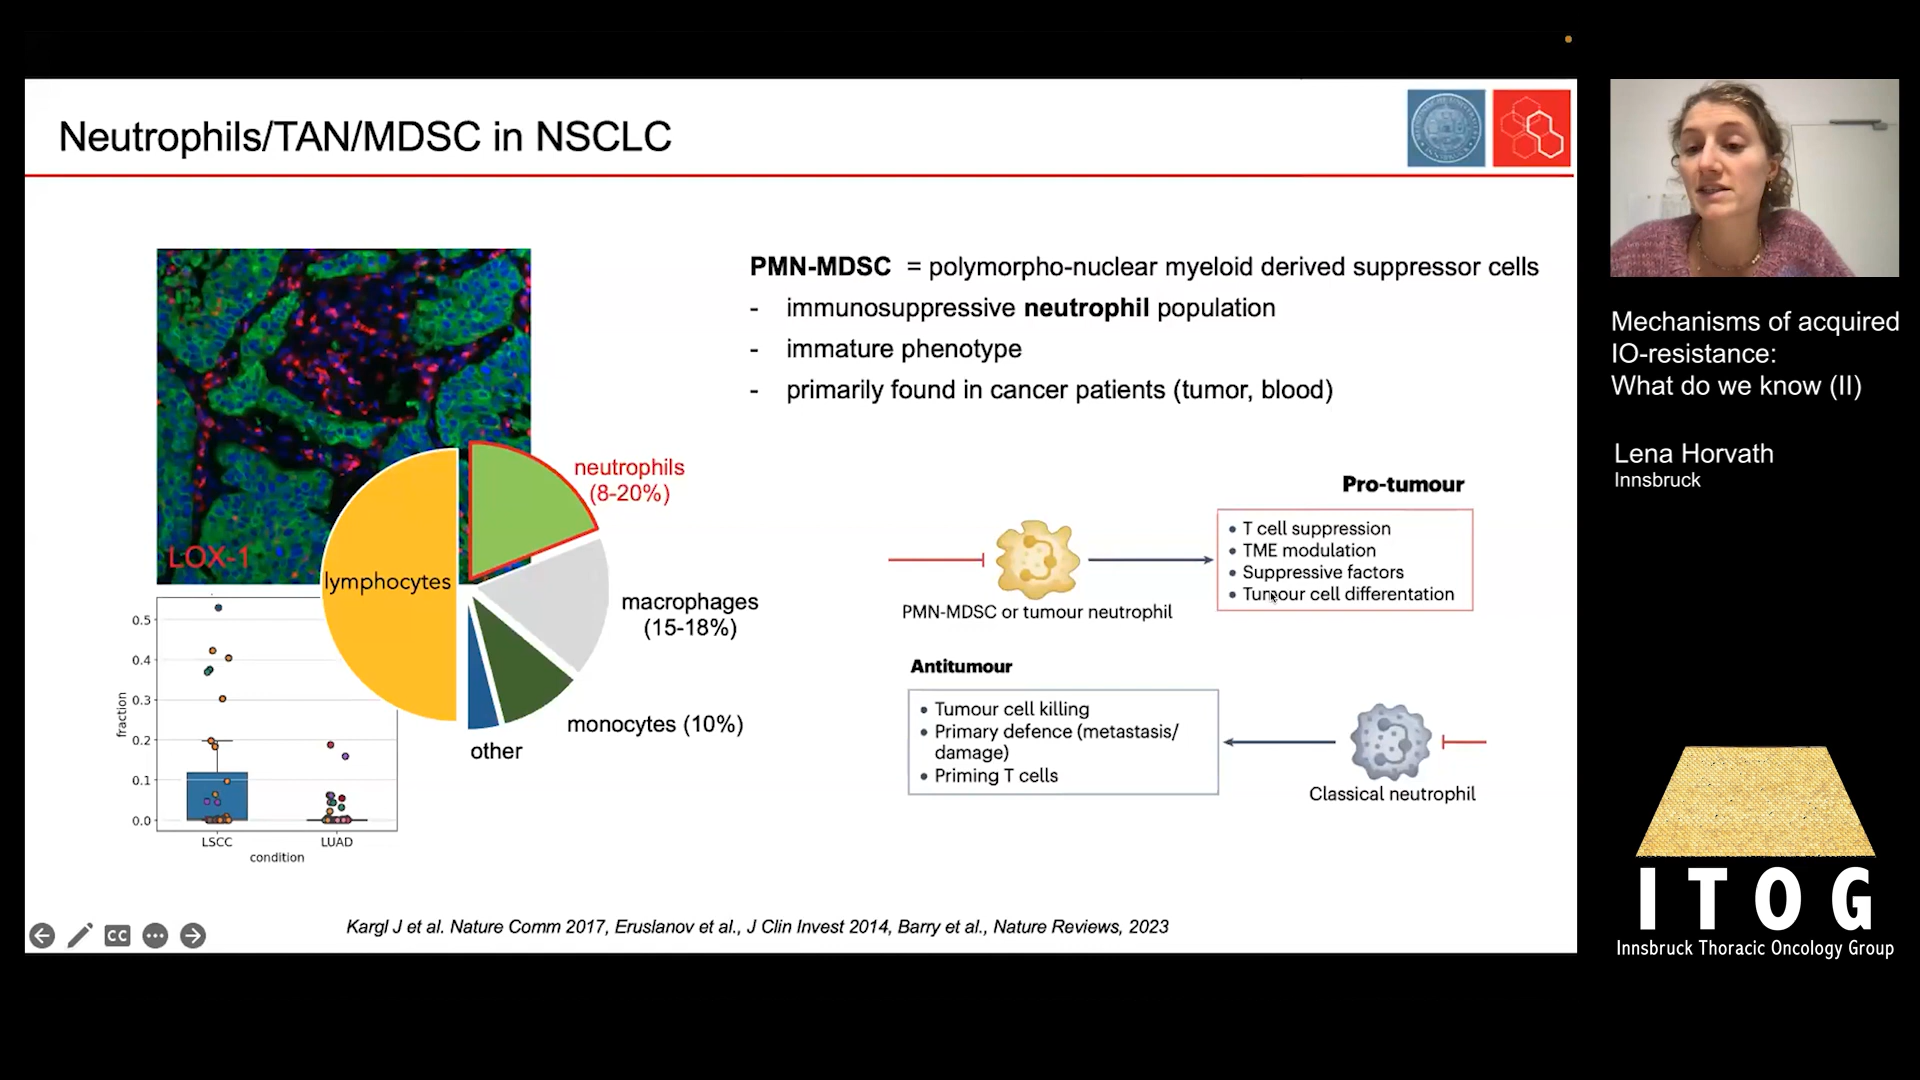 Neutrophils/TAN/MDSC in NSCLC
PMN-MDSC = polymorpho-nuclear myeloid derived suppressor cells
- immunosuppressive neutrophil population
- immature phenotype
- primarily found in cancer patients (tumor, blood)
LOX-1
lymphocytes
neutrophils
(8-20%)
macrophages
(15-18%)
monocytes (10%)
other
0.5
0.4
0.3
0.2
0.1
0.0
fraction
LSCC
LUAD
condition
Pro-tumour
• T cell suppression
• TME modulation
• Suppressive factors
• Tumour cell differentation
PMN-MDSC or tumour neutrophil
Antitumour
• Tumour cell killing
• Primary defence (metastasis/
damage)
• Priming T cells
Classical neutrophil
Kargl J et al. Nature Comm 2017, Eruslanov et al., J Clin Invest 2014, Barry et al., Nature Reviews, 2023
CC
Mechanisms of acquired
IO-resistance:
What do we know (II)
Lena Horvath
Innsbruck
ITOG
Innsbruck Thoracic Oncology Group